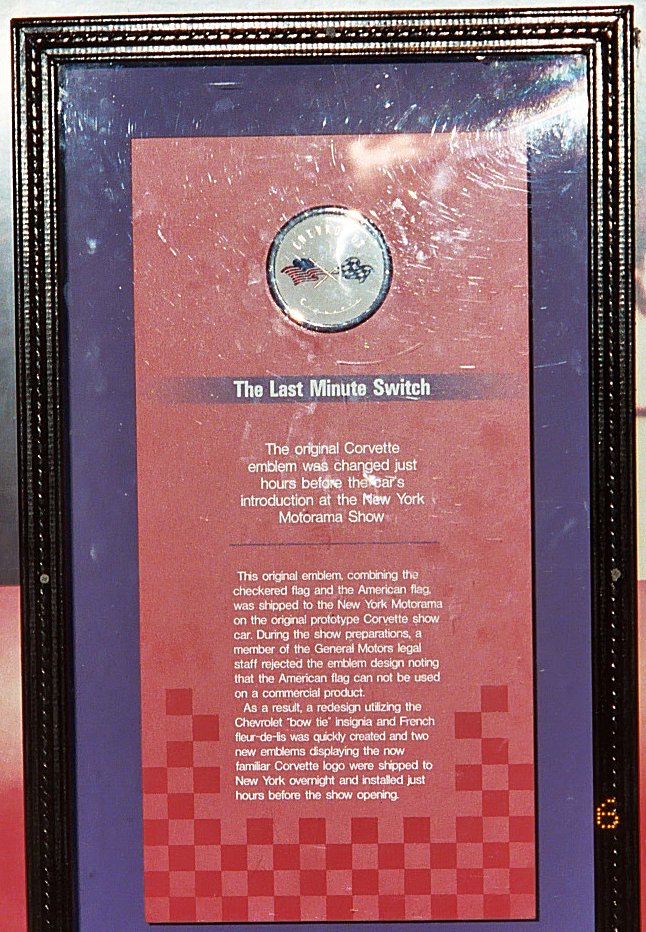 CORVETTE
The Last Minute Switch
The original Corvette
emblem was changed just
hours before the car's
introduction at the New York
Motorama Show
This original emblem, combining the
checkered flag and the American flag,
was shipped to the New York Motorama
on the original prototype Corvette show
car. During the show preparations, a
member of the General Motors legal
staff rejected the emblem design noting
that the American flag can not be used
on a commercial product.
As a result, a redesign utilizing the
Chevrolet "bow tie" insignia and French
fleur-de-lis was quickly created and two
new emblems displaying the now
familiar Corvette logo were shipped to
New York overnight and installed just
hours before the show opening.